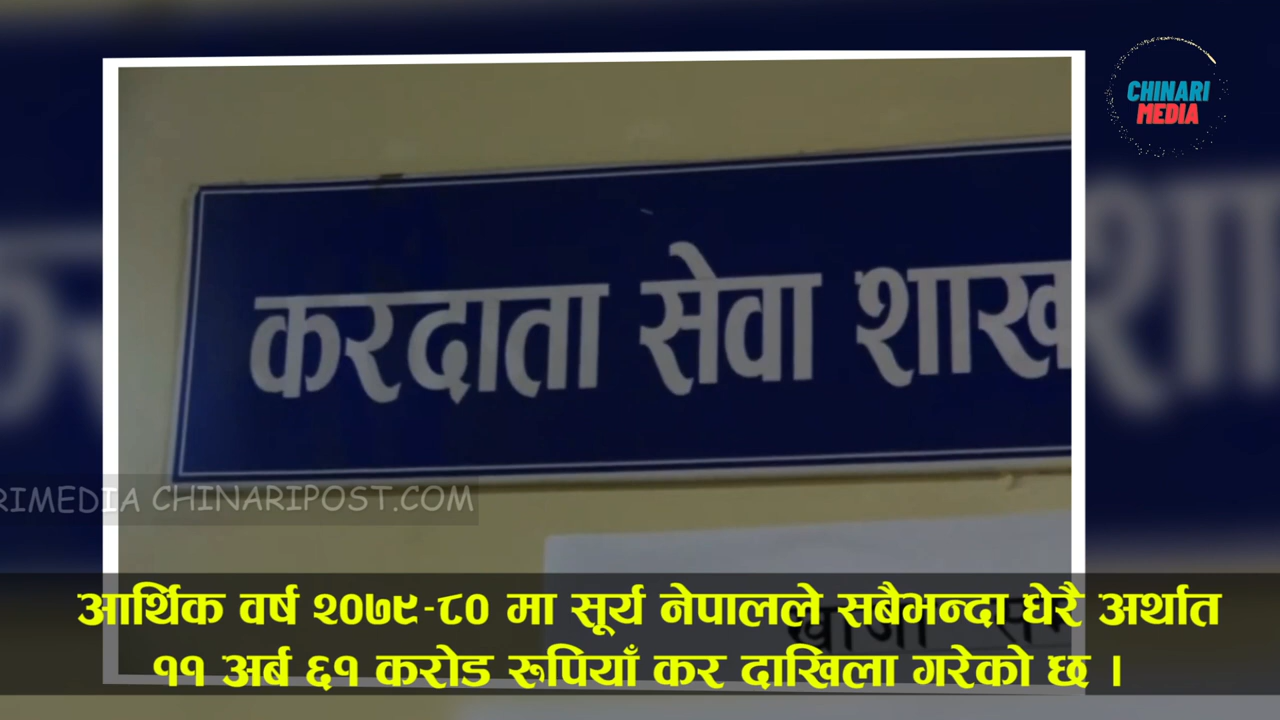 CHINARI
MEDIA
करदाता सेवा शाख
RIMEDIA CHINARIPOST.COM
आर्थिक वर्ष २०७९-८० मा सूर्य नेपालले सबैभन्दा धेरै अर्थात
११ अर्ब ६१ करोड रूपियाँ कर दाखिला गरेको छ ।